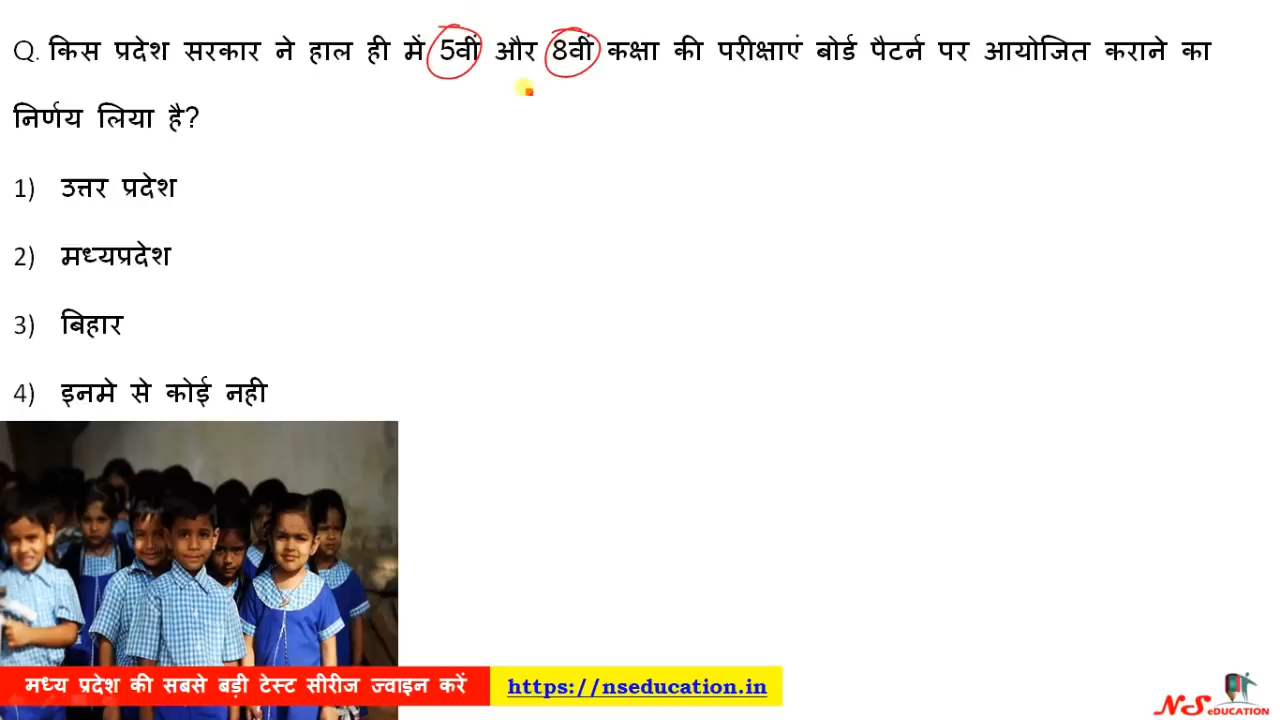 Q. किस प्रदेश सरकार ने हाल ही में 5वीं और 8वीं कक्षा की परीक्षाएं बोर्ड पैटर्न पर आयोजित कराने का
निर्णय लिया है?
1) उत्तर प्रदेश
2) मध्यप्रदेश
3) बिहार
4) इनमे से कोई नही
मध्य प्रदेश की सबसे बड़ी टेस्ट सीरीज ज्वाइन करें https://nseducation.in
NS eDUCATION